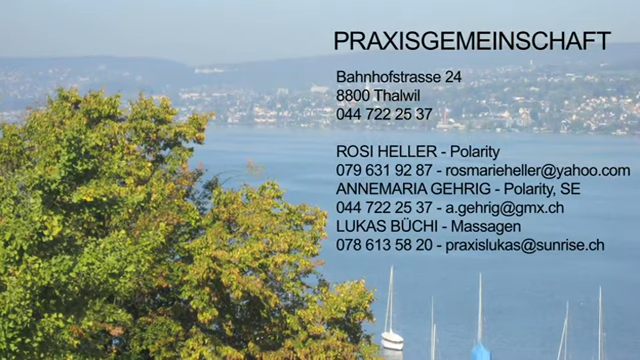 PRAXISGEMEINSCHAFT
Bahnhofstrasse 24
8800 Thalwil
044 722 25 37
ROSI HELLER - Polarity
079 631 92 87 - rosmarieheller@yahoo.com
ANNEMARIA GEHRIG - Polarity, SE
044 722 25 37 - a.gehrig@gmx.ch
LUKAS BÜCHI - Massagen
078 613 58 20 - praxislukas@sunrise.ch